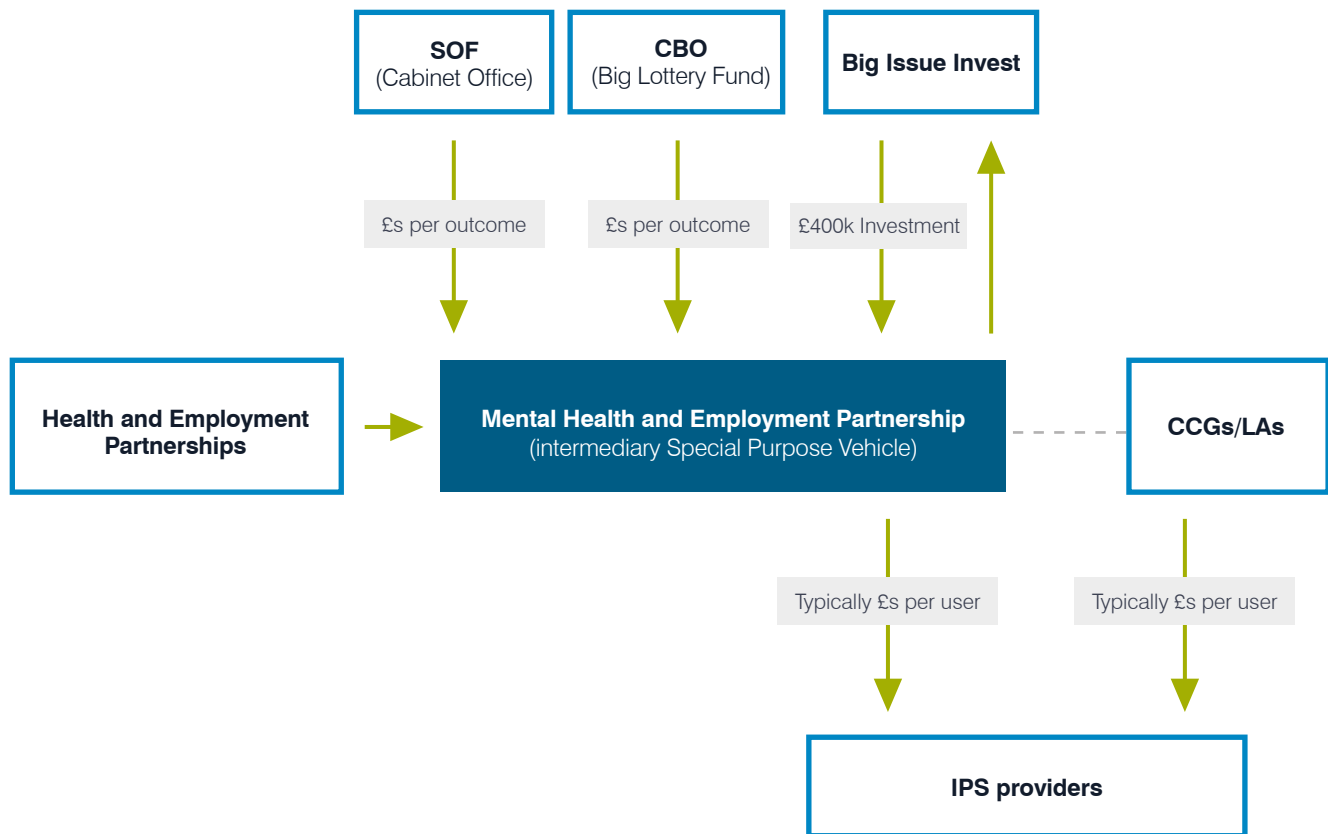 SOF
(Cabinet Office)
CBO
(Big Lottery Fund)
Big Issue Invest
£s per outcome
£s per outcome
£400k Investment
Health and Employment
Partnerships
Mental Health and Employment Partnership
(intermediary Special Purpose Vehicle)
CCGs/LAs
Typically £s per user
Typically £s per user
IPS providers